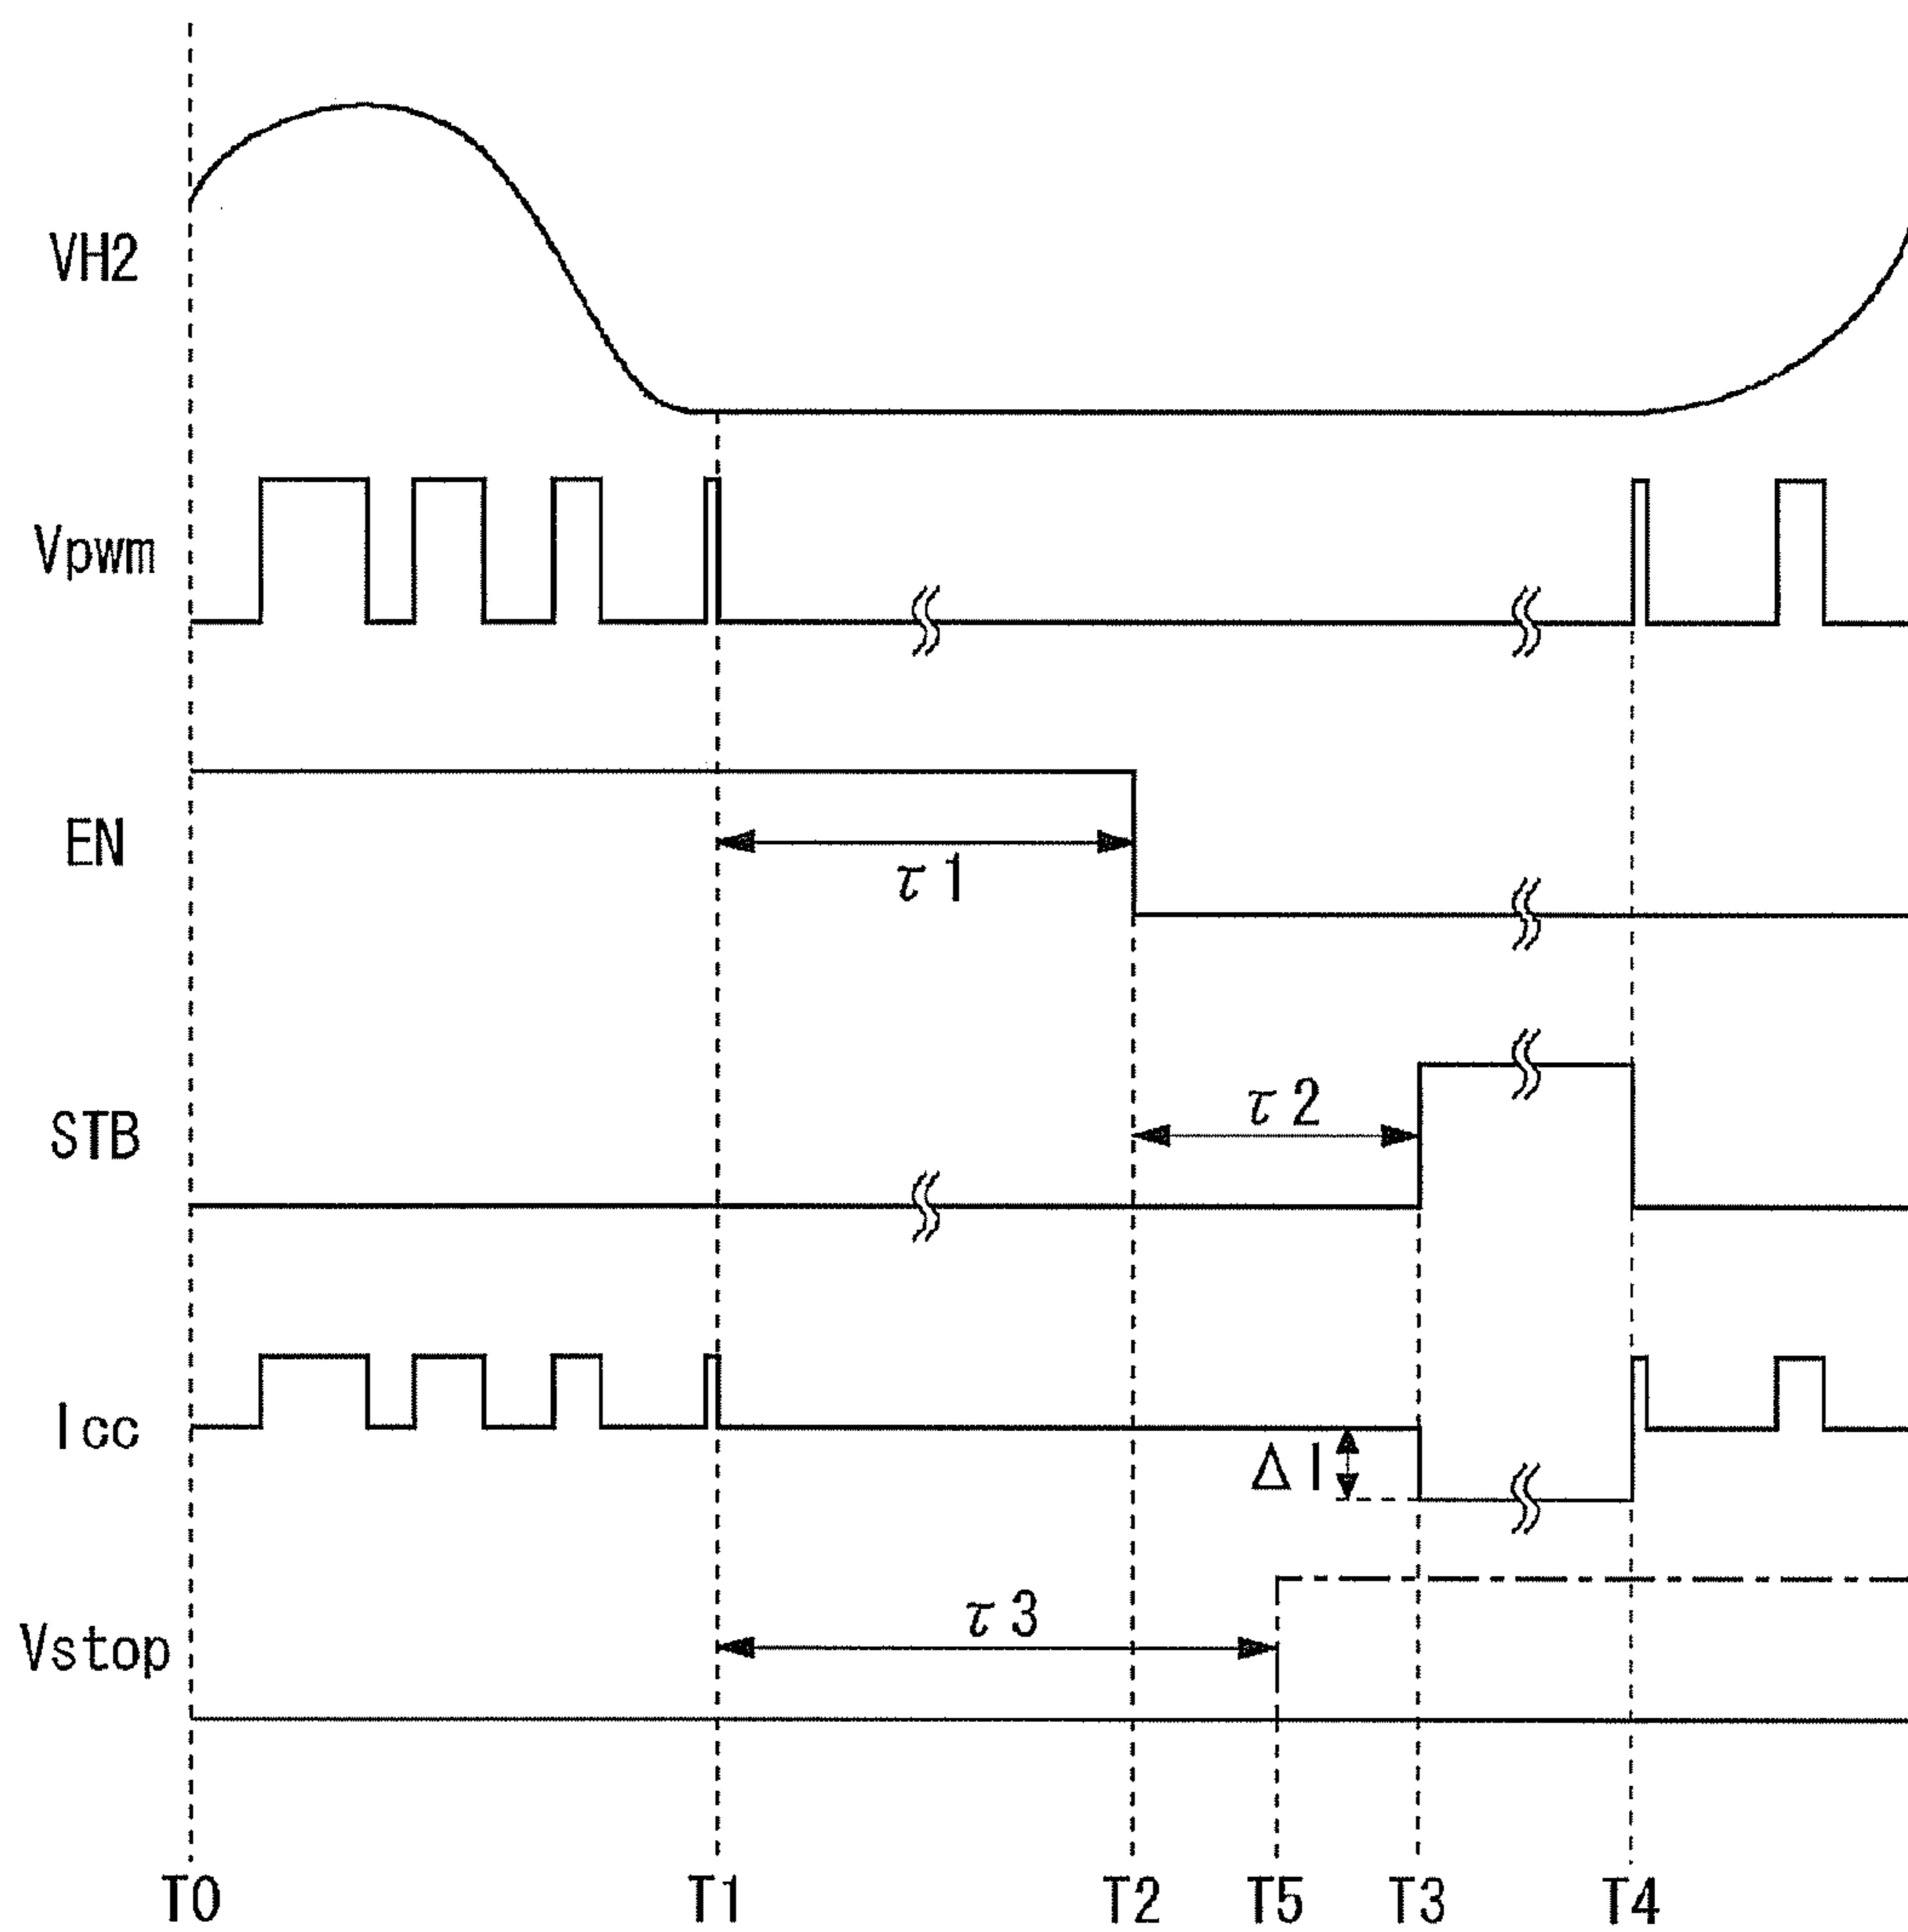 VH2
Vpwm
EN
τ1
STB
τ2
Icc
ΔI
Vstop
τ3
T0 T1 T2 T5 T3 T4